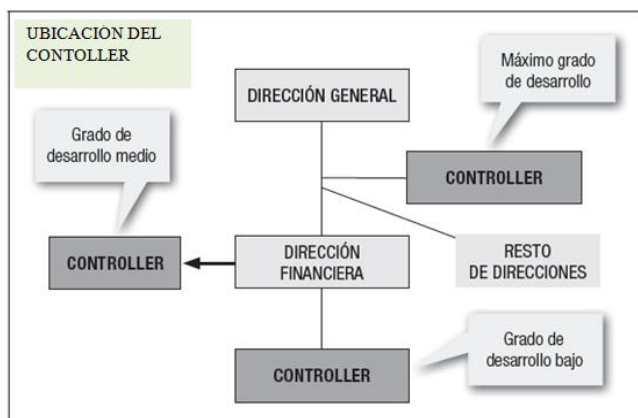 UBICACIÓN DEL
CONTOLLER
DIRECCIÓN GENERAL
Máximo grado
de desarrollo
Grado de
desarrollo medio
CONTROLLER
CONTROLLER
DIRECCIÓN
FINANCIERA
RESTO
DE DIRECCIONES
CONTROLLER
Grado de
desarrollo bajo